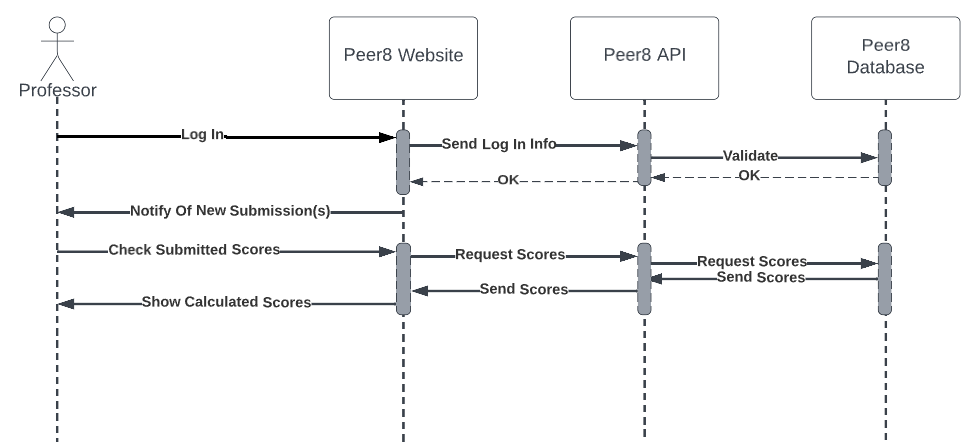 Professor
Peer8 Website
Peer8 API
Peer8
Database
Log In
Send Log In Info
Validate
OK
OK
Notify Of New Submission(s)
Check Submitted Scores
Request Scores
Request Scores
Send Scores
Send Scores
Show Calculated Scores